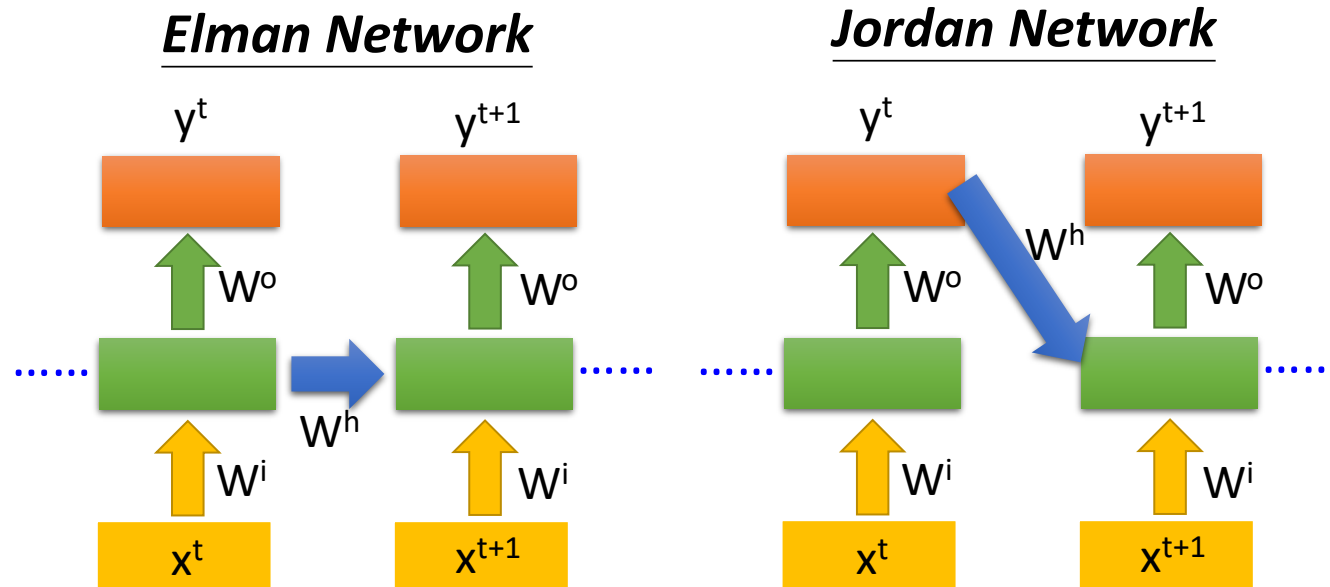 Elman Network
y^t y^{t+1}
W^o W^o
W^h
W^i W^i
x^t x^{t+1}
Jordan Network
y^t y^{t+1}
W^h
W^o W^o
W^i W^i
x^t x^{t+1}